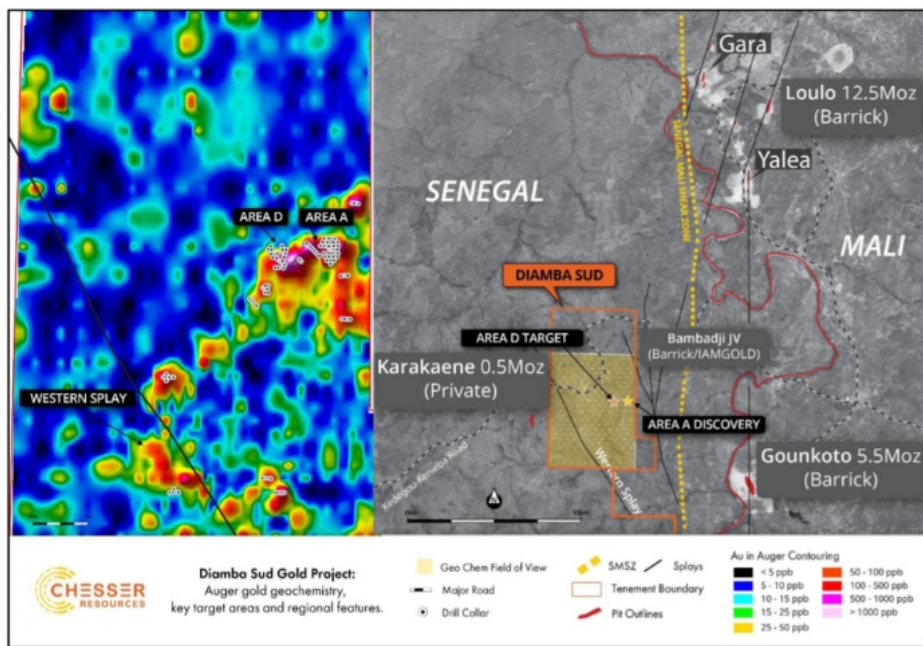 AREA D
AREA A
WESTERN SPLAY
Gara
Loulo 12.5Moz
(Barrick)
Yalea
SENEGAL
SENEGAL MALI SHEAR ZONE
MALI
DIAMBA SUD
AREA D TARGET
Bambadji JV
(Barrick/IAMGOLD)
Karakaene 0.5Moz
(Private)
AREA A DISCOVERY
Gounkoto 5.5Moz
(Barrick)
Kedegou-Kenieba Road
Western Splay
CHESSER
RESOURCES
Diamba Sud Gold Project:
Auger gold geochemistry,
key target areas and regional features.
Geo Chem Field of View
Major Road
Drill Collar
SMSZ
Splays
Tenement Boundary
Pit Outlines
Au in Auger Contouring
< 5 ppb
5 - 10 ppb
10 - 15 ppb
15 - 25 ppb
25 - 50 ppb
50 - 100 ppb
100 - 500 ppb
500 - 1000 ppb
> 1000 ppb